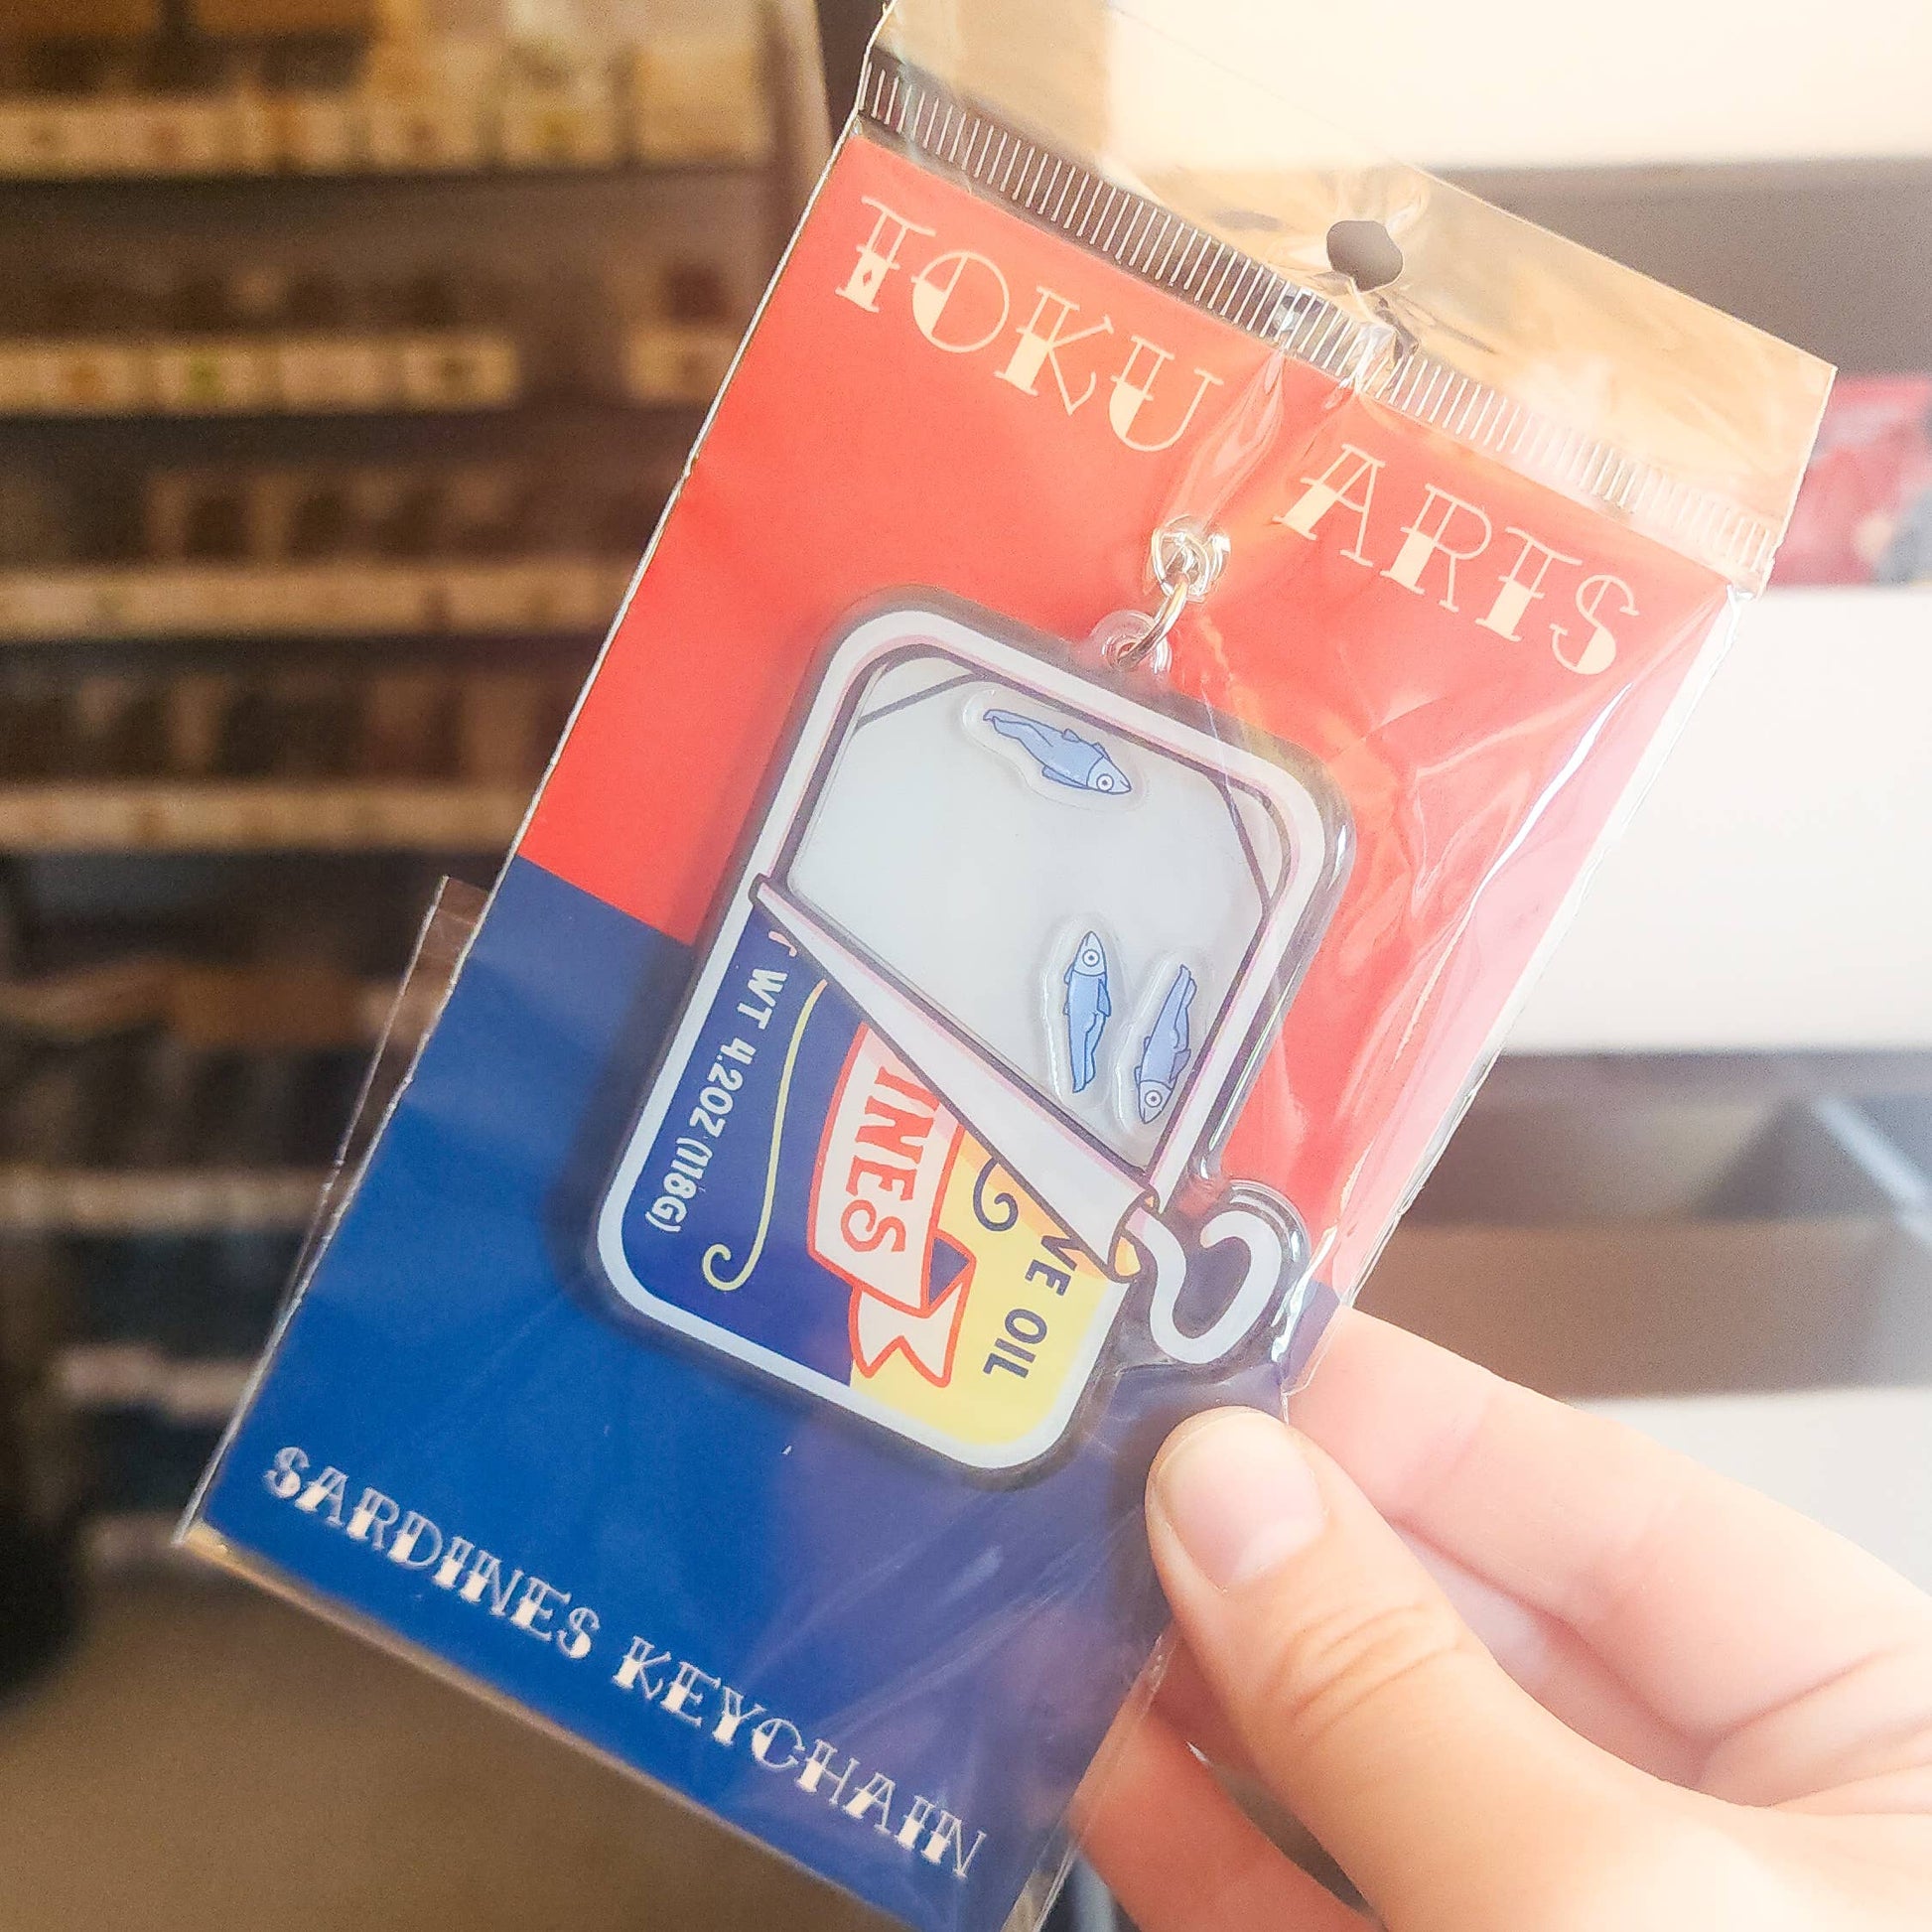 TOKU ARTS
WT 4.2OZ (118G)
INES
VE OIL
SARDINES KEYCHAIN